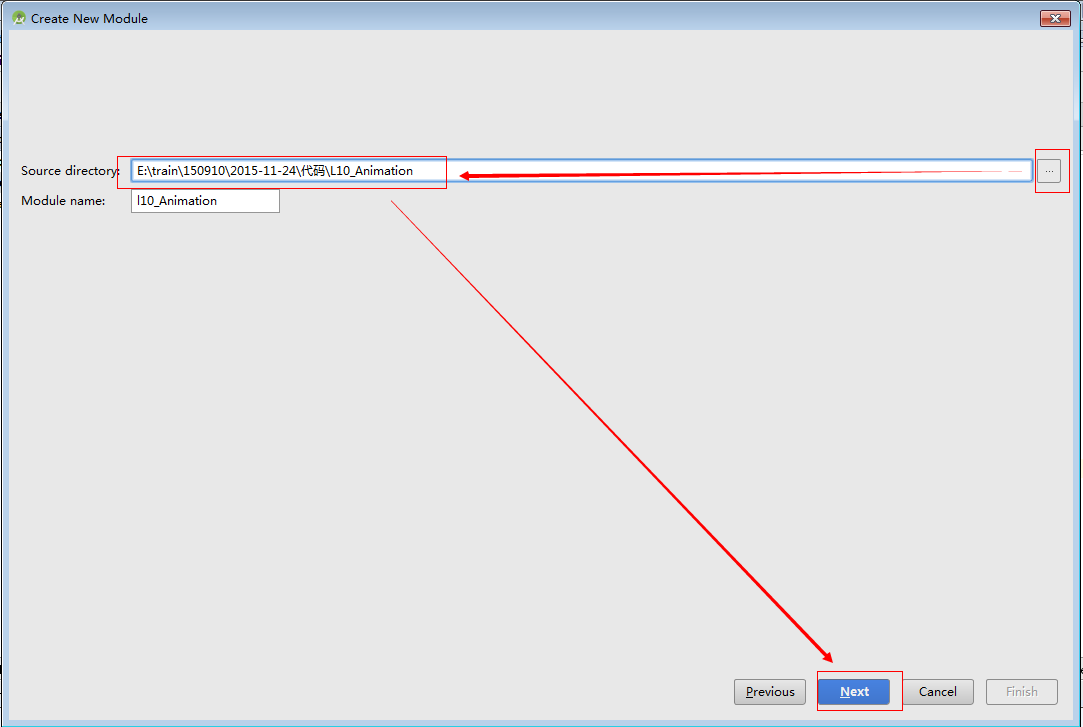 Create New Module
Source directory: E:\train\150910\2015-11-24\代码\L10_Animation ...
Module name: l10_Animation
Previous Next Cancel Finish